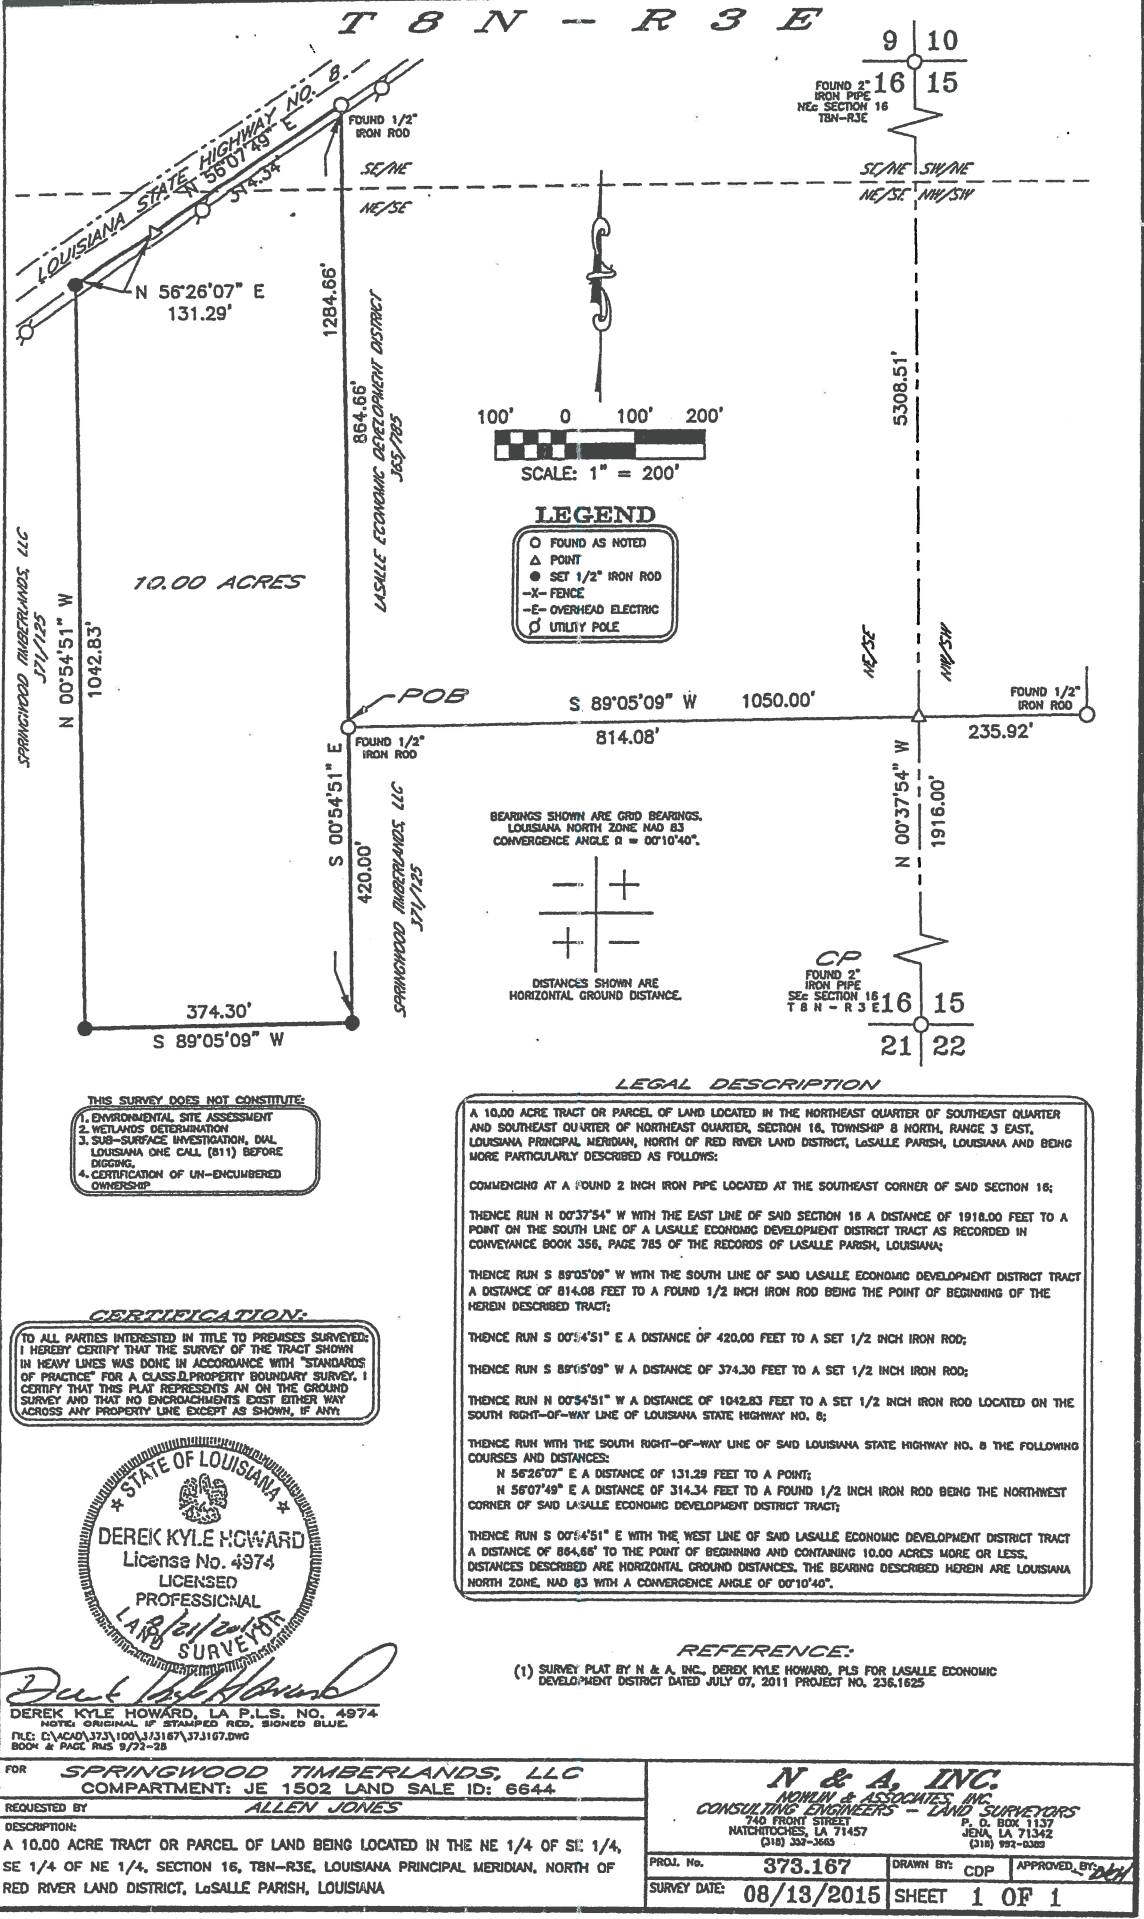 T 8 N - R 3 E
9 10
16 15
FOUND 2"
IRON PIPE
NEc SECTION 16
T8N-R3E
LOUISIANA STATE HIGHWAY NO. 8
N 56°07'49" E
314.34'
FOUND 1/2"
IRON ROD
SE/NE
NE/SE
SE/NE SW/NE
NE/SE NW/SW
N 56°26'07" E
131.29'
1284.66'
864.66'
LASALLE ECONOMIC DEVELOPMENT DISTRICT
365/785
5308.51'
100' 0 100' 200'
SCALE: 1" = 200'
LEGEND
FOUND AS NOTED
POINT
SET 1/2" IRON ROD
-X- FENCE
-E- OVERHEAD ELECTRIC
UTILITY POLE
10.00 ACRES
SPRINGWOOD TIMBERLANDS, LLC
371/125
N 00°54'51" W
1042.83'
NE/SE
NW/SW
POB
FOUND 1/2"
IRON ROD
S 89°05'09" W 1050.00'
814.08'
FOUND 1/2"
IRON ROD
235.92'
S 00°54'51" E
420.00'
SPRINGWOOD TIMBERLANDS, LLC
371/125
N 00°37'54" W
1916.00'
BEARINGS SHOWN ARE GRID BEARINGS.
LOUISIANA NORTH ZONE NAD 83
CONVERGENCE ANGLE Ω = 00°10'40".
DISTANCES SHOWN ARE
HORIZONTAL GROUND DISTANCE.
CP
FOUND 2"
IRON PIPE
SEc SECTION 16
T 8 N - R 3 E
16 15
21 22
374.30'
S 89°05'09" W
THIS SURVEY DOES NOT CONSTITUTE:
1. ENVIRONMENTAL SITE ASSESSMENT
2. WETLANDS DETERMINATION
3. SUB-SURFACE INVESTIGATION, DIAL
LOUISIANA ONE CALL (811) BEFORE
DIGGING.
4. CERTIFICATION OF UN-ENCUMBERED
OWNERSHIP
LEGAL DESCRIPTION
A 10.00 ACRE TRACT OR PARCEL OF LAND LOCATED IN THE NORTHEAST QUARTER OF SOUTHEAST QUARTER
AND SOUTHEAST QUARTER OF NORTHEAST QUARTER, SECTION 16, TOWNSHIP 8 NORTH, RANGE 3 EAST,
LOUISIANA PRINCIPAL MERIDIAN, NORTH OF RED RIVER LAND DISTRICT, LaSALLE PARISH, LOUISIANA AND BEING
MORE PARTICULARLY DESCRIBED AS FOLLOWS:
COMMENCING AT A FOUND 2 INCH IRON PIPE LOCATED AT THE SOUTHEAST CORNER OF SAID SECTION 16;
THENCE RUN N 00°37'54" W WITH THE EAST LINE OF SAID SECTION 16 A DISTANCE OF 1916.00 FEET TO A
POINT ON THE SOUTH LINE OF A LASALLE ECONOMIC DEVELOPMENT DISTRICT TRACT AS RECORDED IN
CONVEYANCE BOOK 356, PAGE 785 OF THE RECORDS OF LASALLE PARISH, LOUISIANA;
THENCE RUN S 89°05'09" W WITH THE SOUTH LINE OF SAID LASALLE ECONOMIC DEVELOPMENT DISTRICT TRACT
A DISTANCE OF 814.08 FEET TO A FOUND 1/2 INCH IRON ROD BEING THE POINT OF BEGINNING OF THE
HEREIN DESCRIBED TRACT;
THENCE RUN S 00°54'51" E A DISTANCE OF 420.00 FEET TO A SET 1/2 INCH IRON ROD;
THENCE RUN S 89°05'09" W A DISTANCE OF 374.30 FEET TO A SET 1/2 INCH IRON ROD;
THENCE RUN N 00°54'51" W A DISTANCE OF 1042.83 FEET TO A SET 1/2 INCH IRON ROD LOCATED ON THE
SOUTH RIGHT-OF-WAY LINE OF LOUISIANA STATE HIGHWAY NO. 8;
THENCE RUN WITH THE SOUTH RIGHT-OF-WAY LINE OF SAID LOUISIANA STATE HIGHWAY NO. 8 THE FOLLOWING
COURSES AND DISTANCES:
N 56°26'07" E A DISTANCE OF 131.29 FEET TO A POINT;
N 56°07'49" E A DISTANCE OF 314.34 FEET TO A FOUND 1/2 INCH IRON ROD BEING THE NORTHWEST
CORNER OF SAID LASALLE ECONOMIC DEVELOPMENT DISTRICT TRACT;
THENCE RUN S 00°54'51" E WITH THE WEST LINE OF SAID LASALLE ECONOMIC DEVELOPMENT DISTRICT TRACT
A DISTANCE OF 864.66' TO THE POINT OF BEGINNING AND CONTAINING 10.00 ACRES MORE OR LESS.
DISTANCES DESCRIBED ARE HORIZONTAL GROUND DISTANCES. THE BEARING DESCRIBED HEREIN ARE LOUISIANA
NORTH ZONE, NAD 83 WITH A CONVERGENCE ANGLE OF 00°10'40".
CERTIFICATION:
TO ALL PARTIES INTERESTED IN TITLE TO PREMISES SURVEYED:
I HEREBY CERTIFY THAT THE SURVEY OF THE TRACT SHOWN
IN HEAVY LINES WAS DONE IN ACCORDANCE WITH "STANDARDS
OF PRACTICE" FOR A CLASS D PROPERTY BOUNDARY SURVEY. I
CERTIFY THAT THIS PLAT REPRESENTS AN ON THE GROUND
SURVEY AND THAT NO ENCROACHMENTS EXIST EITHER WAY
ACROSS ANY PROPERTY LINE EXCEPT AS SHOWN, IF ANY:
STATE OF LOUISIANA
DEREK KYLE HOWARD
License No. 4974
LICENSED
PROFESSIONAL
8/21/2015
LAND SURVEYOR
Derek Kyle Howard
DEREK KYLE HOWARD, LA P.L.S. NO. 4974
NOTE: ORIGINAL IF STAMPED RED, SIGNED BLUE.
FILE: C:\ACAD\373\100\373167\373167.DWG
BOOK & PAGE RMS 9/22-28
REFERENCE:
(1) SURVEY PLAT BY N & A, INC., DEREK KYLE HOWARD, PLS FOR LASALLE ECONOMIC
DEVELOPMENT DISTRICT DATED JULY 07, 2011 PROJECT NO. 236.1625
FOR SPRINGWOOD TIMBERLANDS, LLC
COMPARTMENT: JE 1502 LAND SALE ID: 6644
REQUESTED BY ALLEN JONES
DESCRIPTION:
A 10.00 ACRE TRACT OR PARCEL OF LAND BEING LOCATED IN THE NE 1/4 OF SE 1/4,
SE 1/4 OF NE 1/4, SECTION 16, T8N-R3E, LOUISIANA PRINCIPAL MERIDIAN, NORTH OF
RED RIVER LAND DISTRICT, LaSALLE PARISH, LOUISIANA
N & A, INC.
NOWLIN & ASSOCIATES, INC.
CONSULTING ENGINEERS - LAND SURVEYORS
740 FRONT STREET P. O. BOX 1137
NATCHITOCHES, LA 71457 JENA, LA 71342
(318) 352-3665
PROJ. No. 373.167 DRAWN BY: CDP APPROVED BY: DKH
SURVEY DATE: 08/13/2015 SHEET 1 OF 1